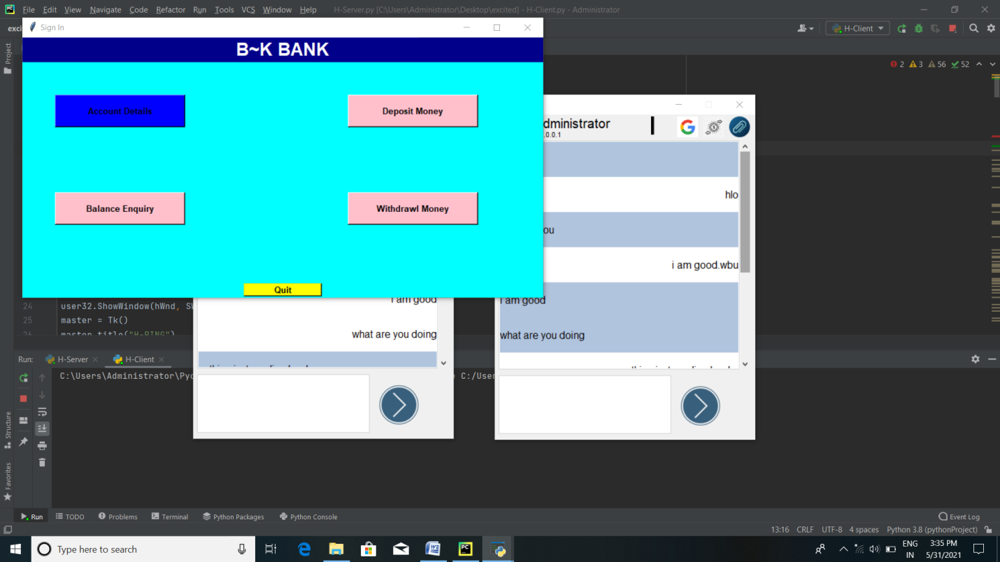 File Edit View Navigate Code Refactor Run Tools VCS Window Help H-Server.py [C:\Users\Administrator\Desktop\excited] - H-Client.py - Administrator
Sign In
H-Client
B~K BANK
2 3 56 52
Account Details
Deposit Money
Balance Enquiry
Withdrawl Money
Quit
dministrator
.0.0.1
hlo
ou
i am good.wbu
i am good
what are you doing
i am good
what are you doing
24 user32.ShowWindow(hWnd, SW
25 master = Tk()
26 master.title("H-PING")
Project
Structure
Favorites
Run: H-Server H-Client
C:\Users\Administrator\Pyc
C:/User
Run TODO Problems Terminal Python Packages Python Console Event Log
13:16 CRLF UTF-8 4 spaces Python 3.8 (pythonProject)
Type here to search
ENG
IN
3:35 PM
5/31/2021